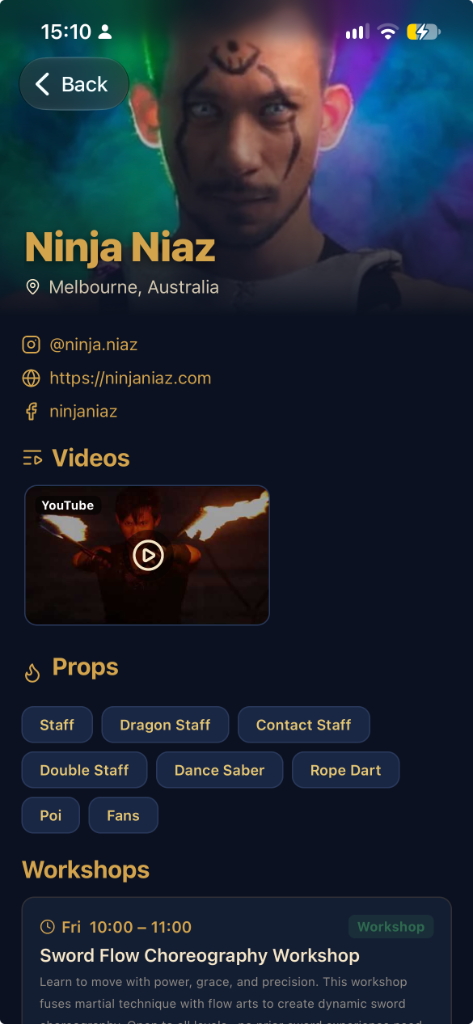 15:10
Back
Ninja Niaz
Melbourne, Australia
@ninja.niaz
https://ninjaniaz.com
ninjaniaz
Videos
YouTube
Props
Staff
Dragon Staff
Contact Staff
Double Staff
Dance Saber
Rope Dart
Poi
Fans
Workshops
Fri 10:00 – 11:00
Workshop
Sword Flow Choreography Workshop
Learn to move with power, grace, and precision. This workshop
fuses martial technique with flow arts to create dynamic sword